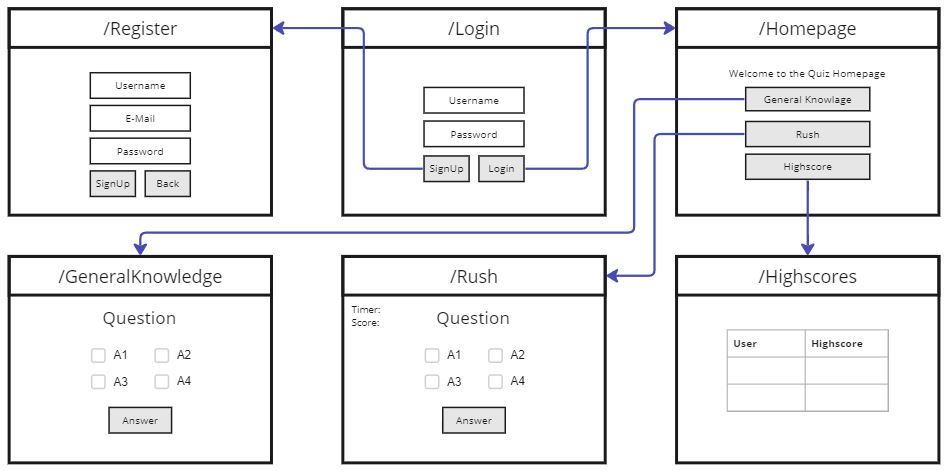 /Register
Username
E-Mail
Password
SignUp Back
/Login
Username
Password
SignUp Login
/Homepage
Welcome to the Quiz Homepage
General Knowlage
Rush
Highscore
/GeneralKnowledge
Question
A1 A2
A3 A4
Answer
/Rush
Timer:
Score:
Question
A1 A2
A3 A4
Answer
/Highscores
User Highscore